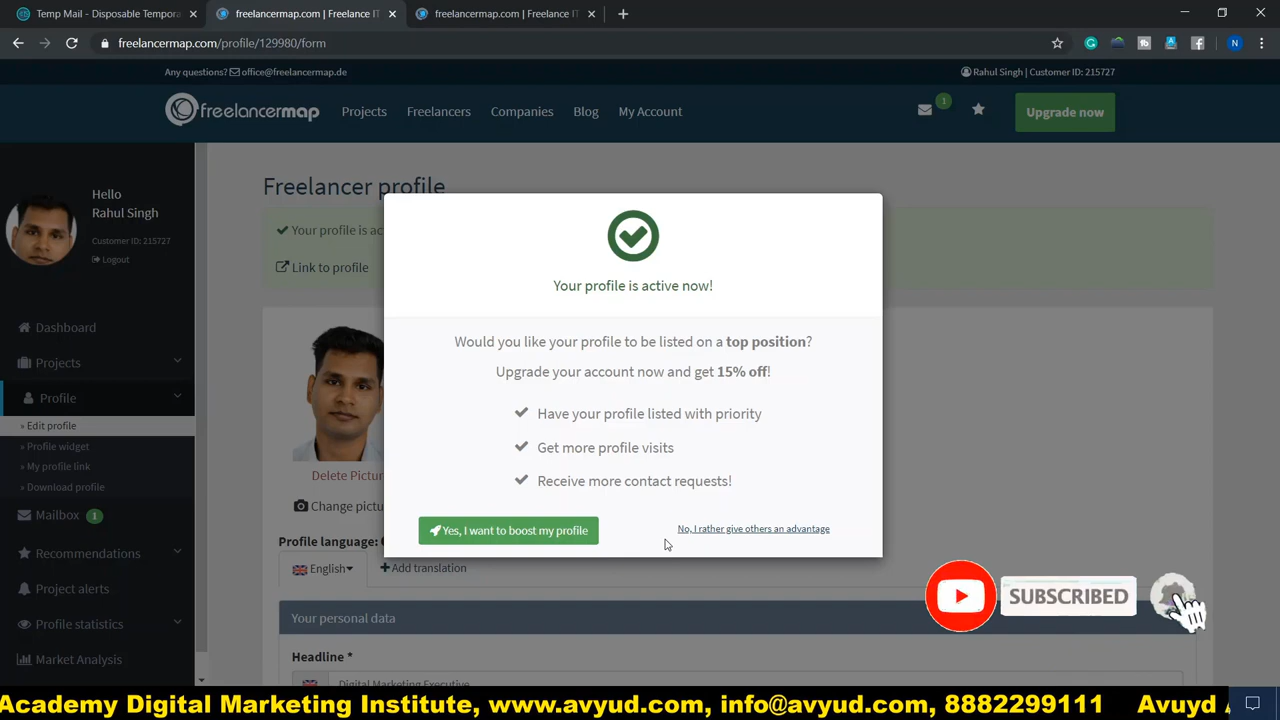 Temp Mail - Disposable Tempora
freelancermap.com | Freelance IT
freelancermap.com | Freelance IT
freelancermap.com/profile/129980/form
N
Any questions? office@freelancermap.de
Rahul Singh | Customer ID: 215727
freelancermap
Projects
Freelancers
Companies
Blog
My Account
1
Upgrade now
Hello
Rahul Singh
Customer ID: 215727
Logout
Dashboard
Projects
Profile
» Edit profile
» Profile widget
» My profile link
» Download profile
Mailbox 1
Recommendations
Project alerts
Profile statistics
Market Analysis
Freelancer profile
Your profile is ac
Link to profile
Delete Pictur
Change pictu
Profile language:
English
Add translation
Your personal data
Headline *
Digital Marketing Executive
Your profile is active now!
Would you like your profile to be listed on a top position?
Upgrade your account now and get 15% off!
Have your profile listed with priority
Get more profile visits
Receive more contact requests!
Yes, I want to boost my profile
No, I rather give others an advantage
SUBSCRIBED
Academy Digital Marketing Institute, www.avyud.com, info@avyud.com, 8882299111 Avuyd